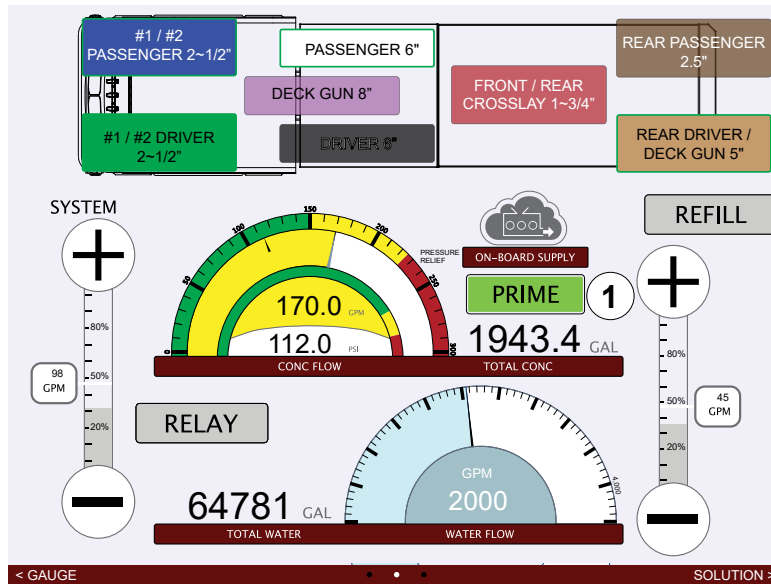 #1 / #2
PASSENGER 2~1/2”
PASSENGER 6"
REAR PASSENGER
2.5"
DECK GUN 8”
FRONT / REAR
CROSSLAY 1~3/4”
#1 / #2 DRIVER
2~1/2”
DRIVER 6"
REAR DRIVER /
DECK GUN 5"
SYSTEM
80%
50%
20%
98
GPM
0
50
100
150
200
250
300
PRESSURE
RELIEF
170.0 GPM
112.0 PSI
CONC FLOW
ON-BOARD SUPPLY
PRIME
1
1943.4 GAL
TOTAL CONC
REFILL
80%
50%
20%
45
GPM
RELAY
64781 GAL
TOTAL WATER
GPM
2000
4,000
WATER FLOW
< GAUGE
SOLUTION >